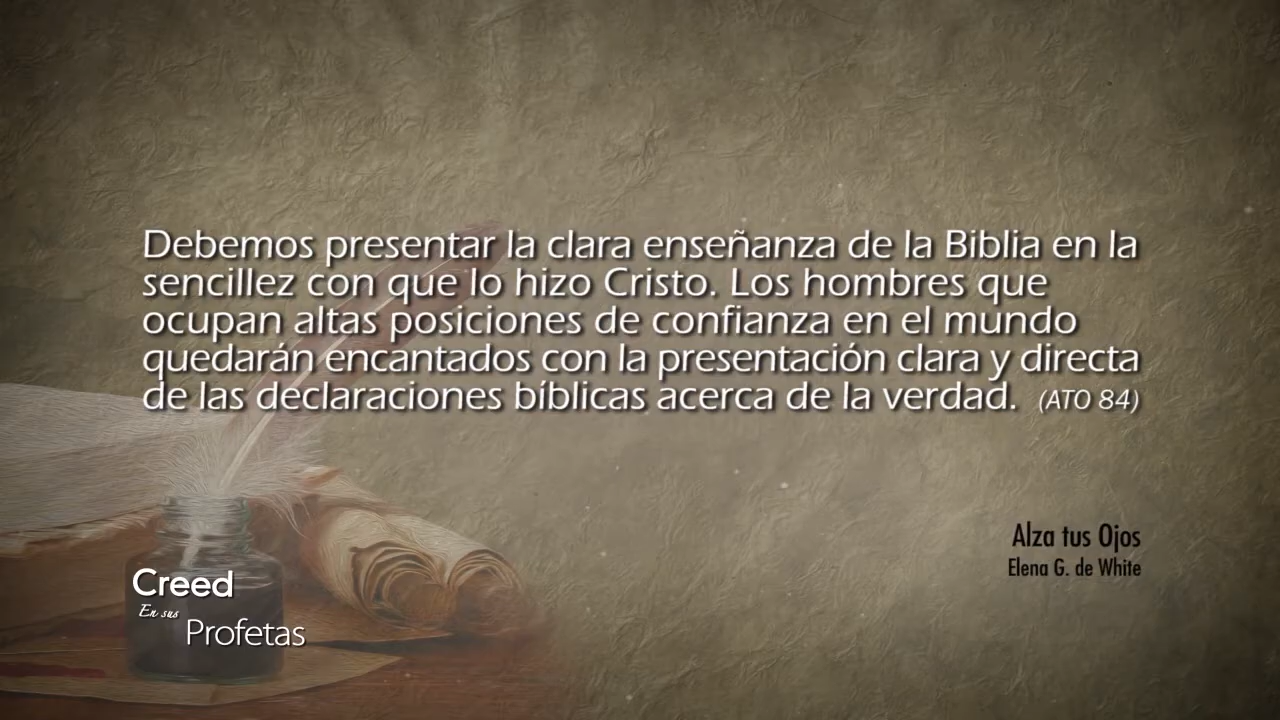 Debemos presentar la clara enseñanza de la Biblia en la
sencillez con que lo hizo Cristo. Los hombres que
ocupan altas posiciones de confianza en el mundo
quedarán encantados con la presentación clara y directa
de las declaraciones bíblicas acerca de la verdad. (ATO 84)
Alza tus Ojos
Elena G. de White
Creed
En sus
Profetas